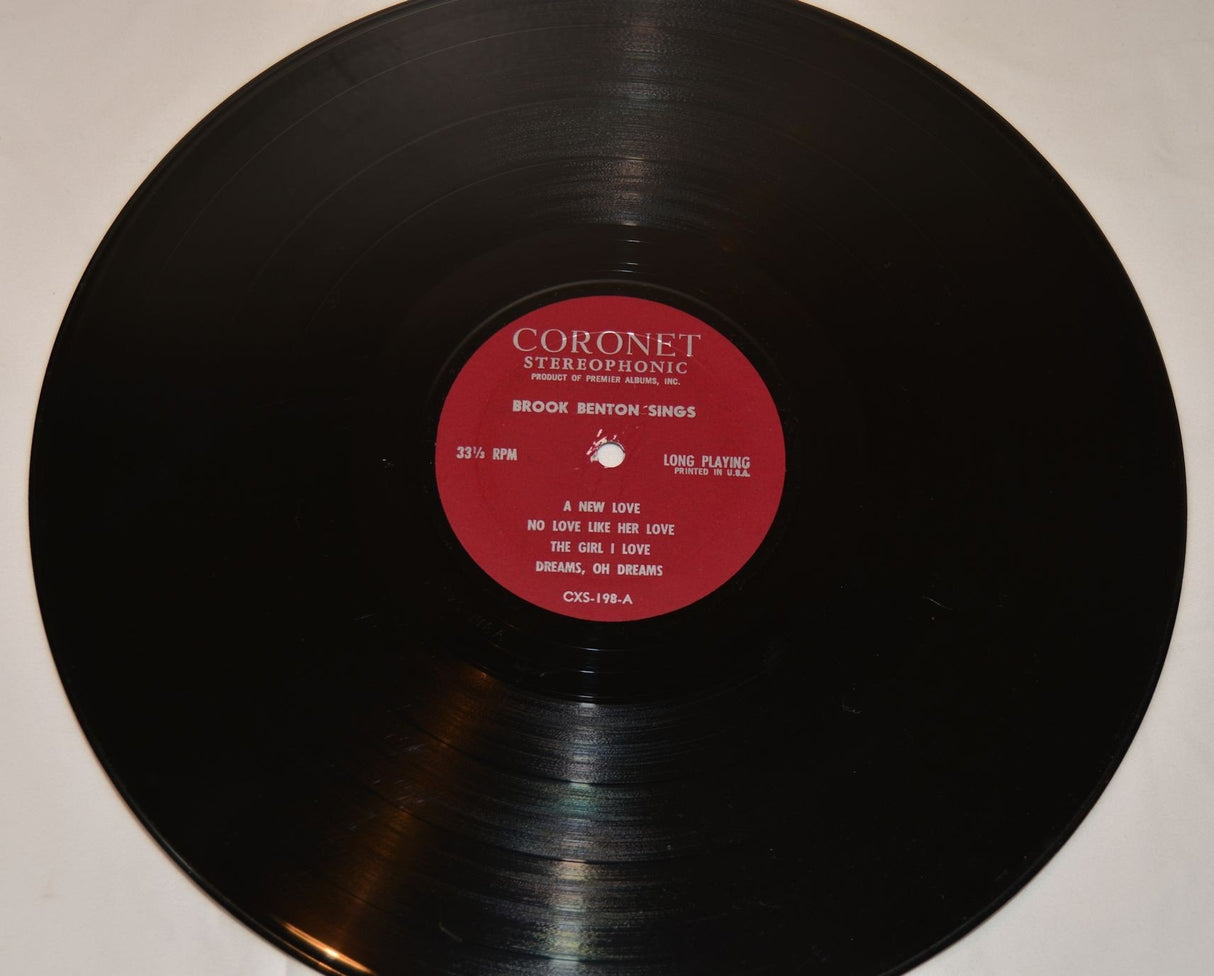 CORONET
STEREOPHONIC
PRODUCT OF PREMIER ALBUMS, INC.
BROOK BENTON SINGS
33⅓ RPM
LONG PLAYING
PRINTED IN U.S.A.
A NEW LOVE
NO LOVE LIKE HER LOVE
THE GIRL I LOVE
DREAMS, OH DREAMS
CXS-198-A